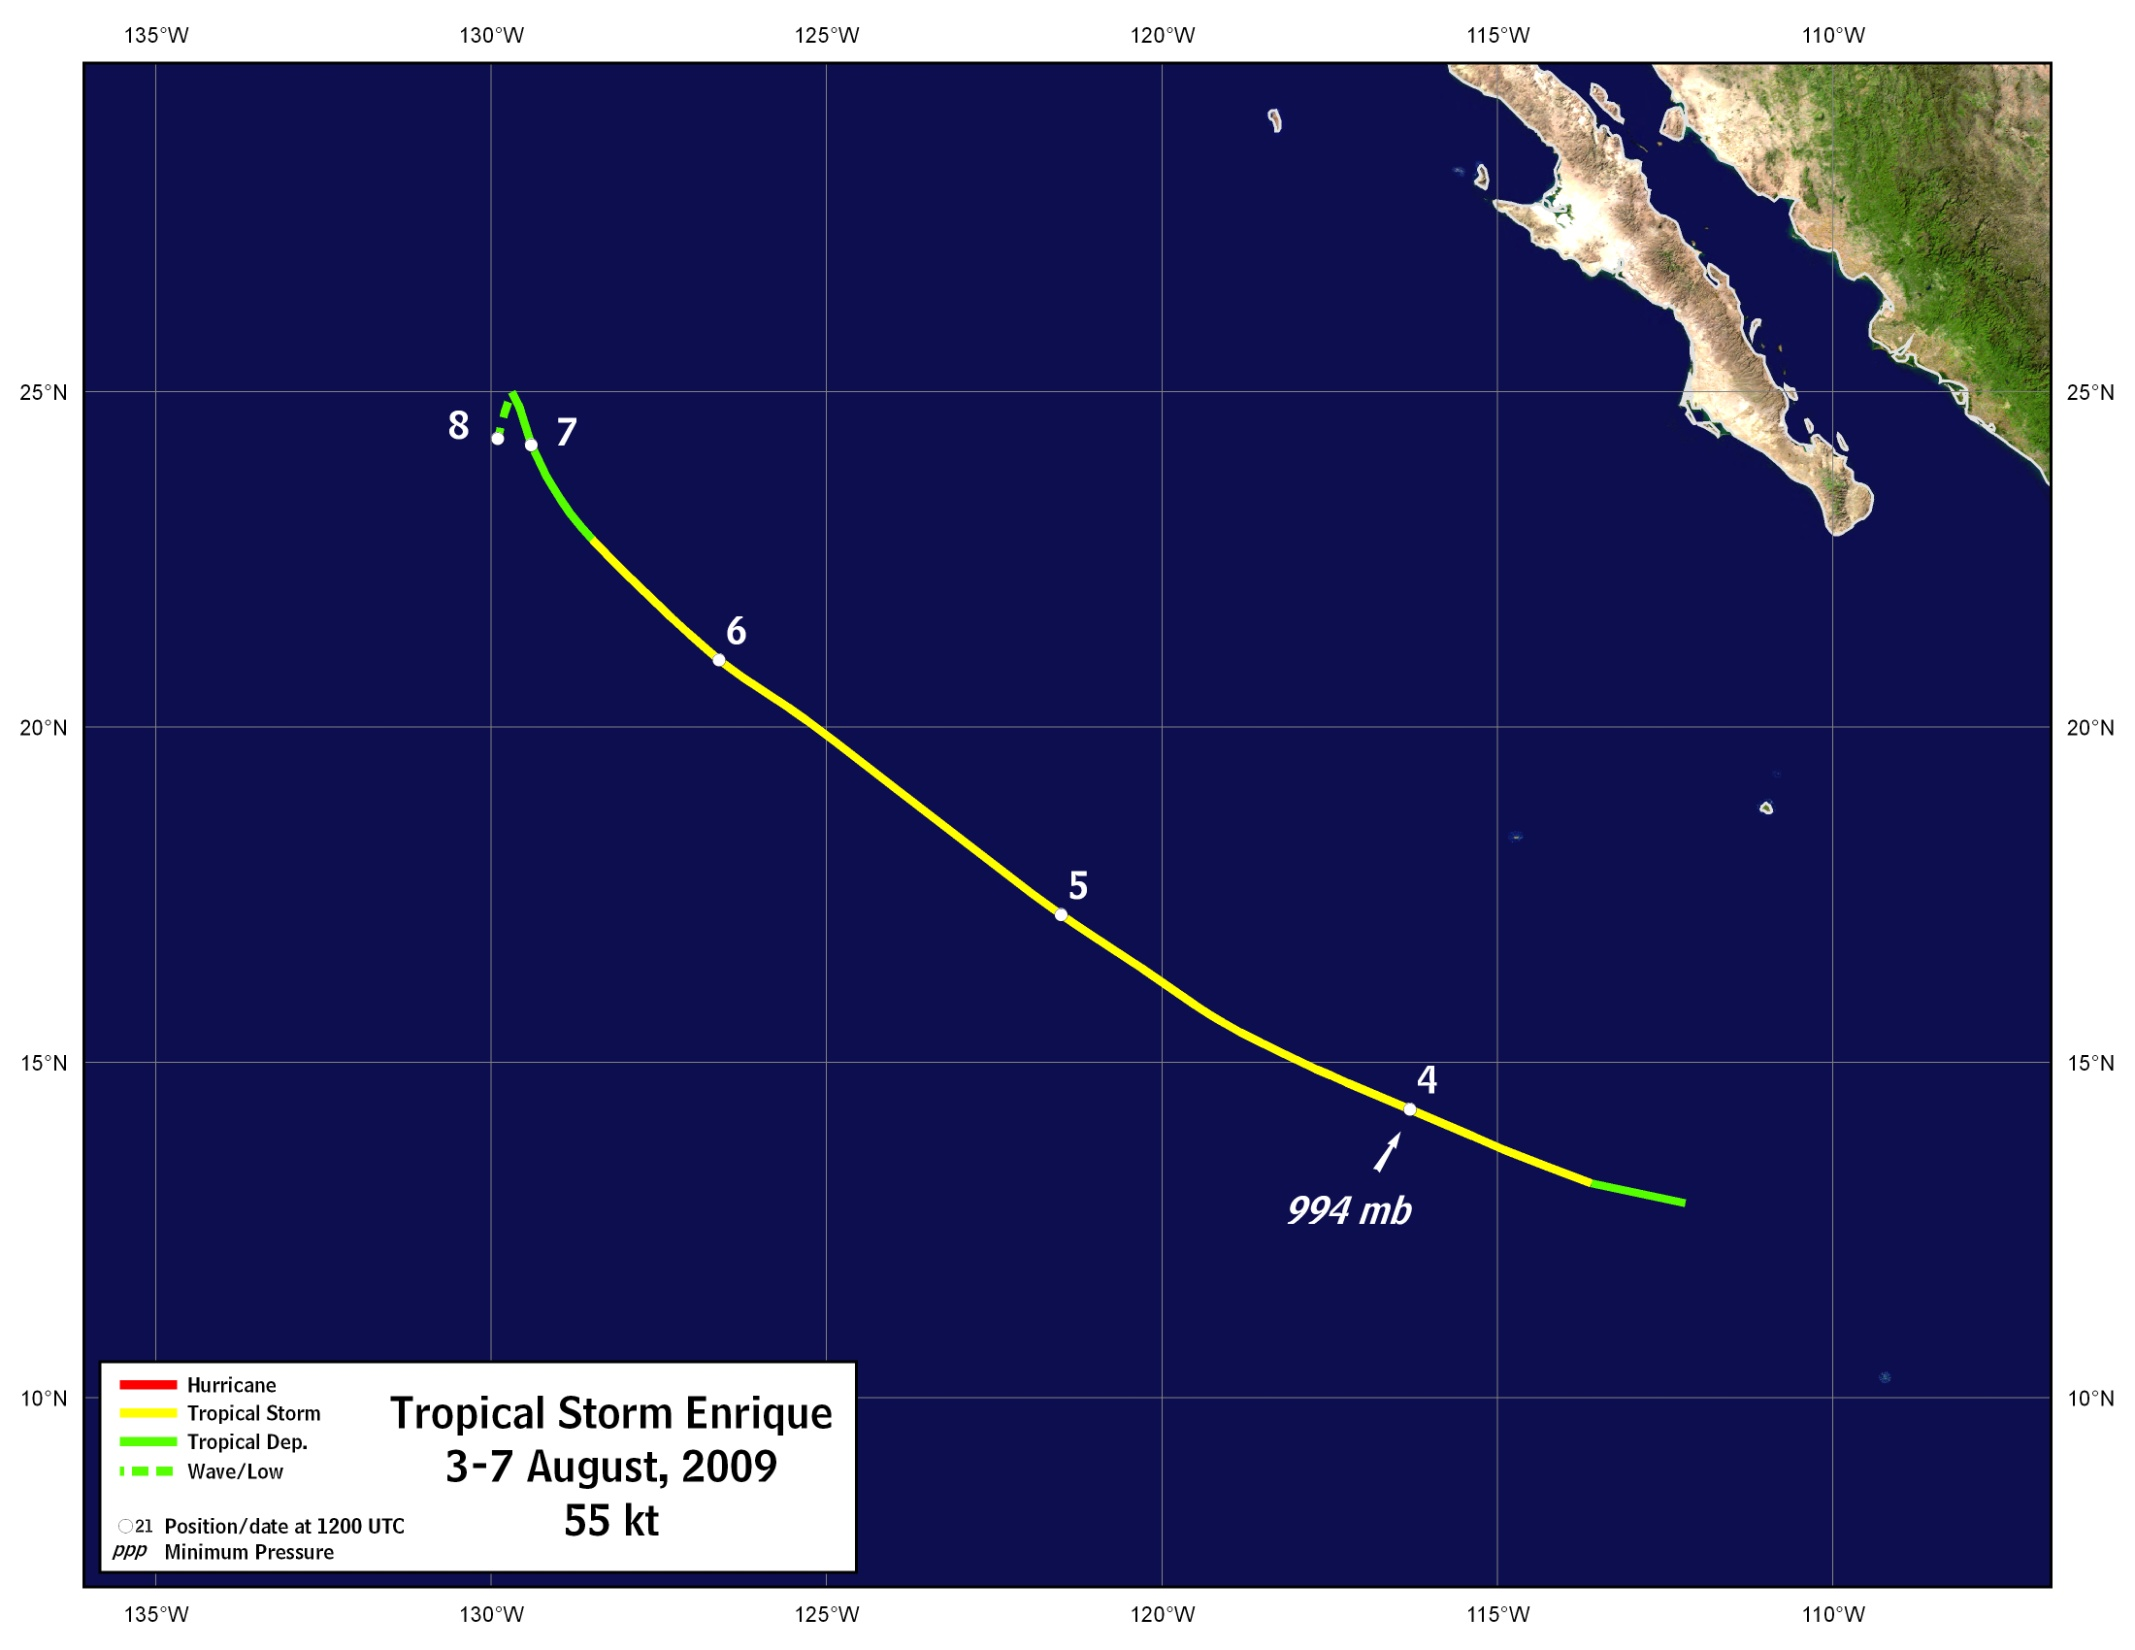 135°W 130°W 125°W 120°W 115°W 110°W
25°N 25°N
8 7
6
20°N 20°N
5
15°N 15°N
4
994 mb
10°N 10°N
Hurricane
Tropical Storm
Tropical Dep.
Wave/Low
21 Position/date at 1200 UTC
ppp Minimum Pressure
Tropical Storm Enrique
3-7 August, 2009
55 kt
135°W 130°W 125°W 120°W 115°W 110°W